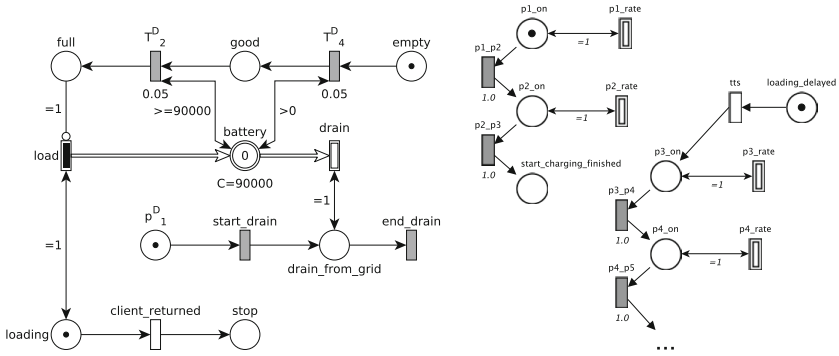 full
T^D_2
good
T^D_4
empty
0.05
0.05
=1
>=90000
>0
battery
drain
load
0
C=90000
=1
p^D_1
start_drain
end_drain
=1
drain_from_grid
client_returned
stop
loading
p1_on
p1_rate
=1
p1_p2
1.0
p2_on
p2_rate
=1
p2_p3
1.0
start_charging_finished
tts
loading_delayed
p3_on
p3_rate
=1
p3_p4
1.0
p4_on
p4_rate
=1
p4_p5
1.0
...